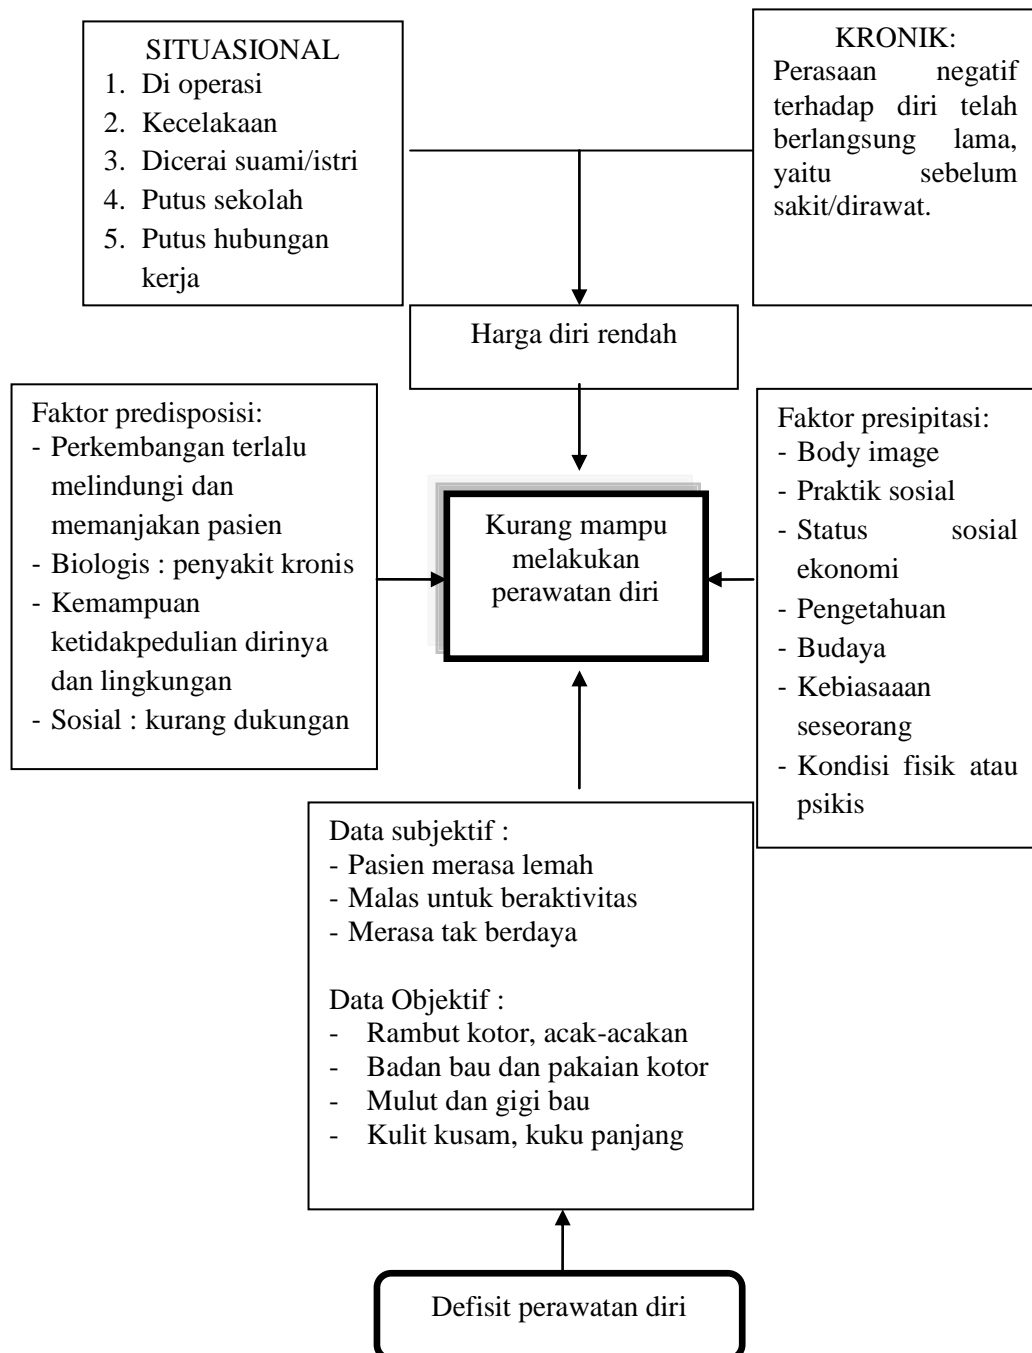 SITUASIONAL
1. Di operasi
2. Kecelakaan
3. Dicerai suami/istri
4. Putus sekolah
5. Putus hubungan
kerja
KRONIK:
Perasaan negatif
terhadap diri telah
berlangsung lama,
yaitu sebelum
sakit/dirawat.
Harga diri rendah
Faktor predisposisi:
- Perkembangan terlalu
melindungi dan
memanjakan pasien
- Biologis : penyakit kronis
- Kemampuan
ketidakpedulian dirinya
dan lingkungan
- Sosial : kurang dukungan
Kurang mampu
melakukan
perawatan diri
Faktor presipitasi:
- Body image
- Praktik sosial
- Status sosial
ekonomi
- Pengetahuan
- Budaya
- Kebiasaaan
seseorang
- Kondisi fisik atau
psikis
Data subjektif :
- Pasien merasa lemah
- Malas untuk beraktivitas
- Merasa tak berdaya
Data Objektif :
- Rambut kotor, acak-acakan
- Badan bau dan pakaian kotor
- Mulut dan gigi bau
- Kulit kusam, kuku panjang
Defisit perawatan diri